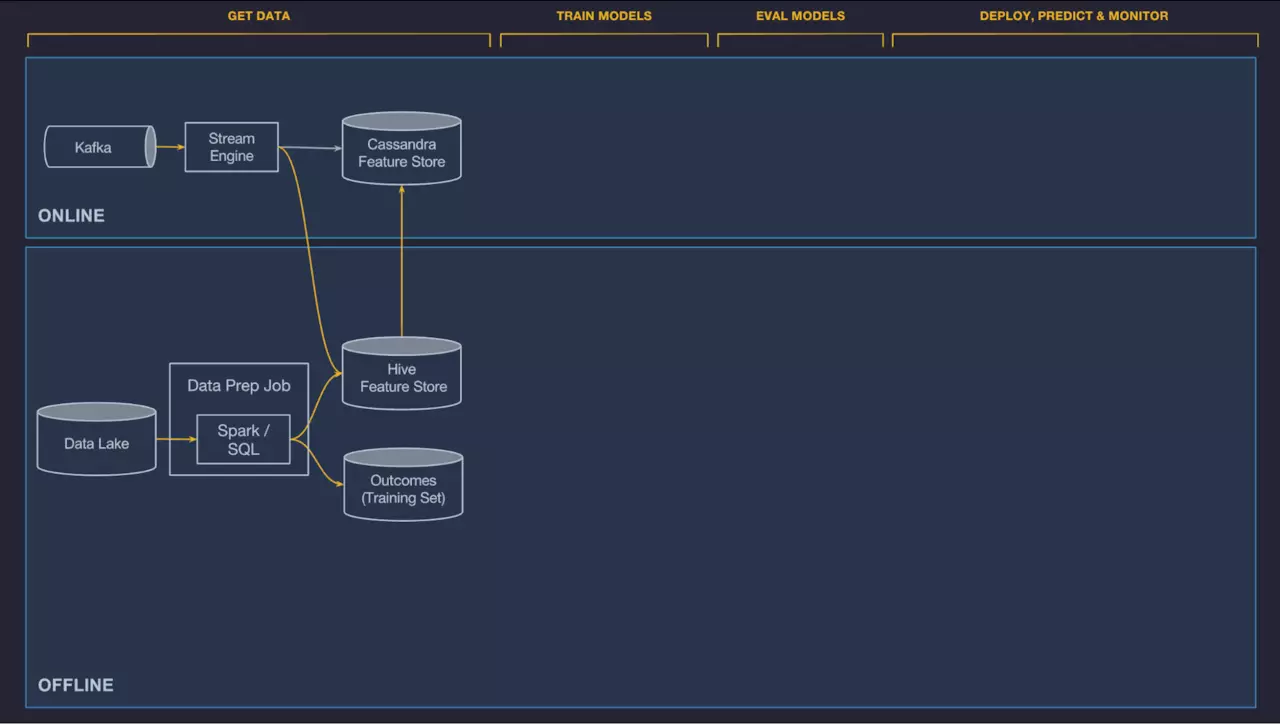 GET DATA
TRAIN MODELS
EVAL MODELS
DEPLOY, PREDICT & MONITOR
Kafka
Stream
Engine
Cassandra
Feature Store
ONLINE
Hive
Feature Store
Data Prep Job
Spark /
SQL
Data Lake
Outcomes
(Training Set)
OFFLINE